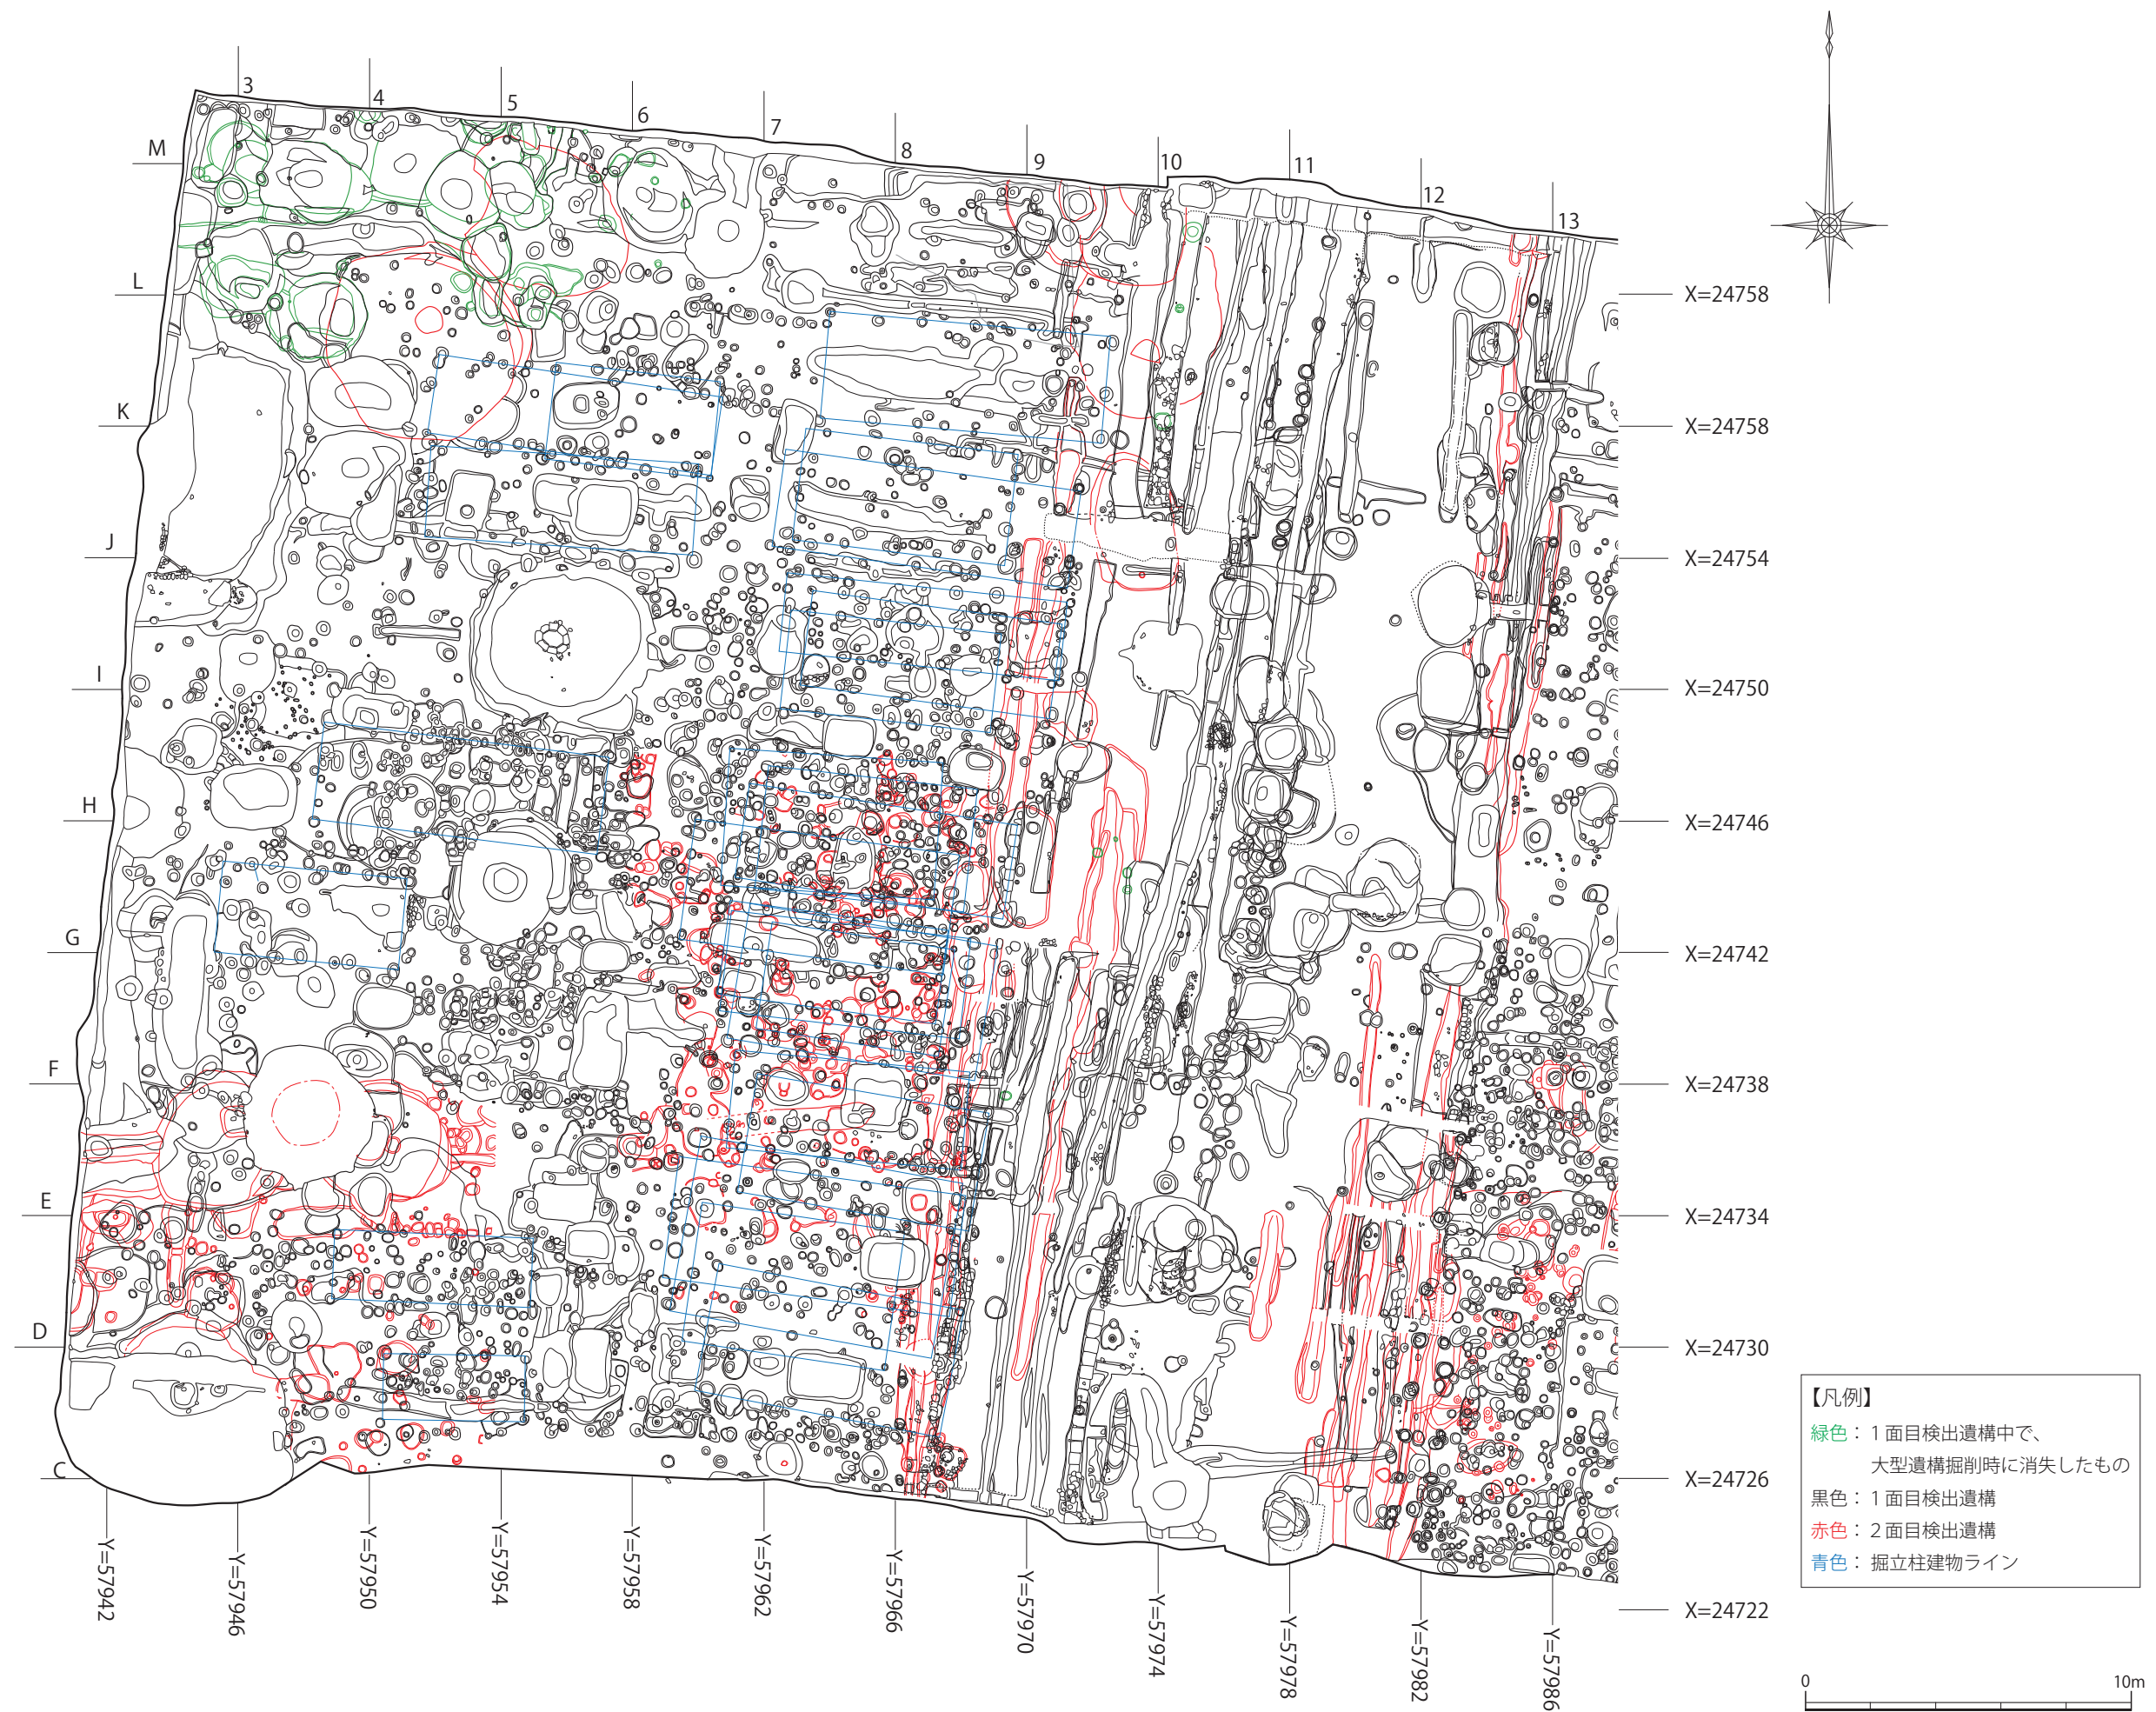 3
4
5
6
7
8
9
10
11
12
13
M
L
K
J
I
H
G
F
E
D
C
X=24758
X=24758
X=24754
X=24750
X=24746
X=24742
X=24738
X=24734
X=24730
X=24726
X=24722
Y=57942
Y=57946
Y=57950
Y=57954
Y=57958
Y=57962
Y=57966
Y=57970
Y=57974
Y=57978
Y=57982
Y=57986
【凡例】
緑色：１面目検出遺構中で、
大型遺構掘削時に消失したもの
黒色：１面目検出遺構
赤色：２面目検出遺構
青色： 掘立柱建物ライン
0 10m